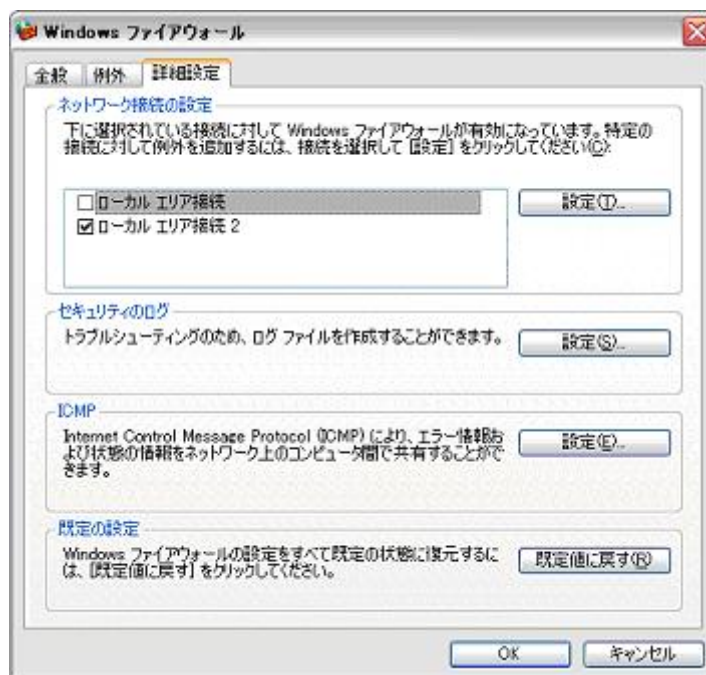 Windows ファイアウォール
全般 例外 詳細設定
ネットワーク接続の設定
下に選択されている接続に対して Windows ファイアウォールが有効になっています。特定の
接続に対して例外を追加するには、接続を選択して [設定] をクリックしてください(C):
ローカル エリア接続 設定(T)...
ローカル エリア接続 2
セキュリティのログ
トラブルシューティングのため、ログ ファイルを作成することができます。 設定(S)...
ICMP
Internet Control Message Protocol (ICMP) により、エラー情報お
よび状態の情報をネットワーク上のコンピュータ間で共有することがで
きます。
設定(E)...
既定の設定
Windows ファイアウォールの設定をすべて既定の状態に復元するに
は、[既定値に戻す] をクリックしてください。
既定値に戻す(R)
OK キャンセル